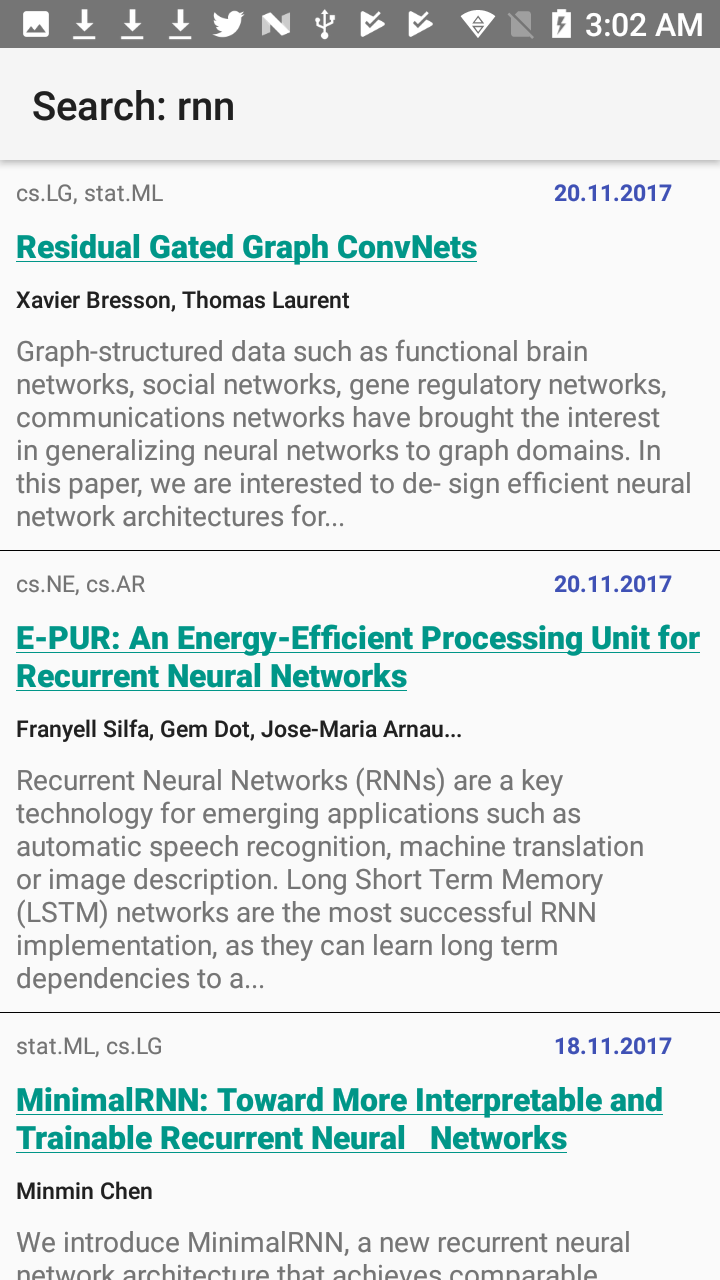 3:02 AM
Search: rnn
cs.LG, stat.ML 20.11.2017
Residual Gated Graph ConvNets
Xavier Bresson, Thomas Laurent
Graph-structured data such as functional brain
networks, social networks, gene regulatory networks,
communications networks have brought the interest
in generalizing neural networks to graph domains. In
this paper, we are interested to de- sign efficient neural
network architectures for...
cs.NE, cs.AR 20.11.2017
E-PUR: An Energy-Efficient Processing Unit for
Recurrent Neural Networks
Franyell Silfa, Gem Dot, Jose-Maria Arnau...
Recurrent Neural Networks (RNNs) are a key
technology for emerging applications such as
automatic speech recognition, machine translation
or image description. Long Short Term Memory
(LSTM) networks are the most successful RNN
implementation, as they can learn long term
dependencies to a...
stat.ML, cs.LG 18.11.2017
MinimalRNN: Toward More Interpretable and
Trainable Recurrent Neural   Networks
Minmin Chen
We introduce MinimalRNN, a new recurrent neural
network architecture that achieves comparable